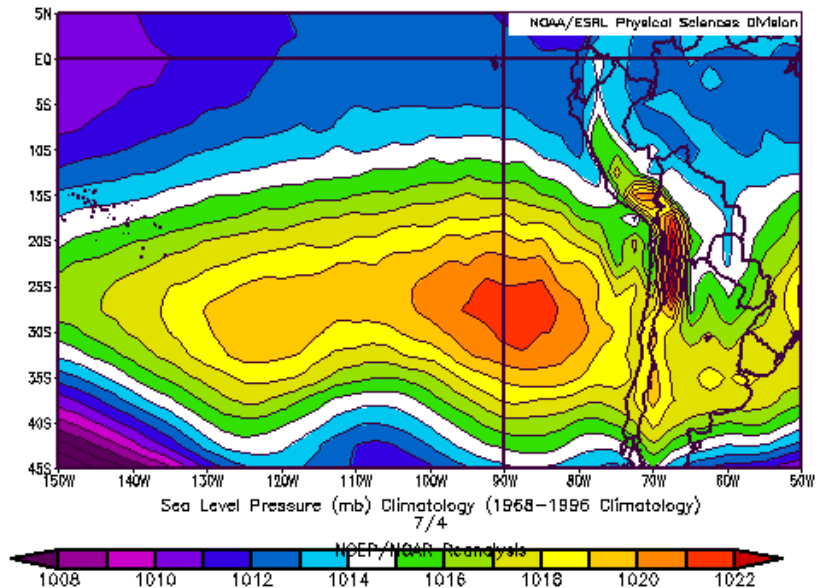 NOAA/ESRL Physical Sciences Division
5N
EQ
5S
10S
15S
20S
25S
30S
35S
40S
45S
150W 140W 130W 120W 110W 100W 90W 80W 70W 60W 50W
Sea Level Pressure (mb) Climatology (1968-1996 Climatology)
7/4
NCEP/NCAR Reanalysis
1008 1010 1012 1014 1016 1018 1020 1022